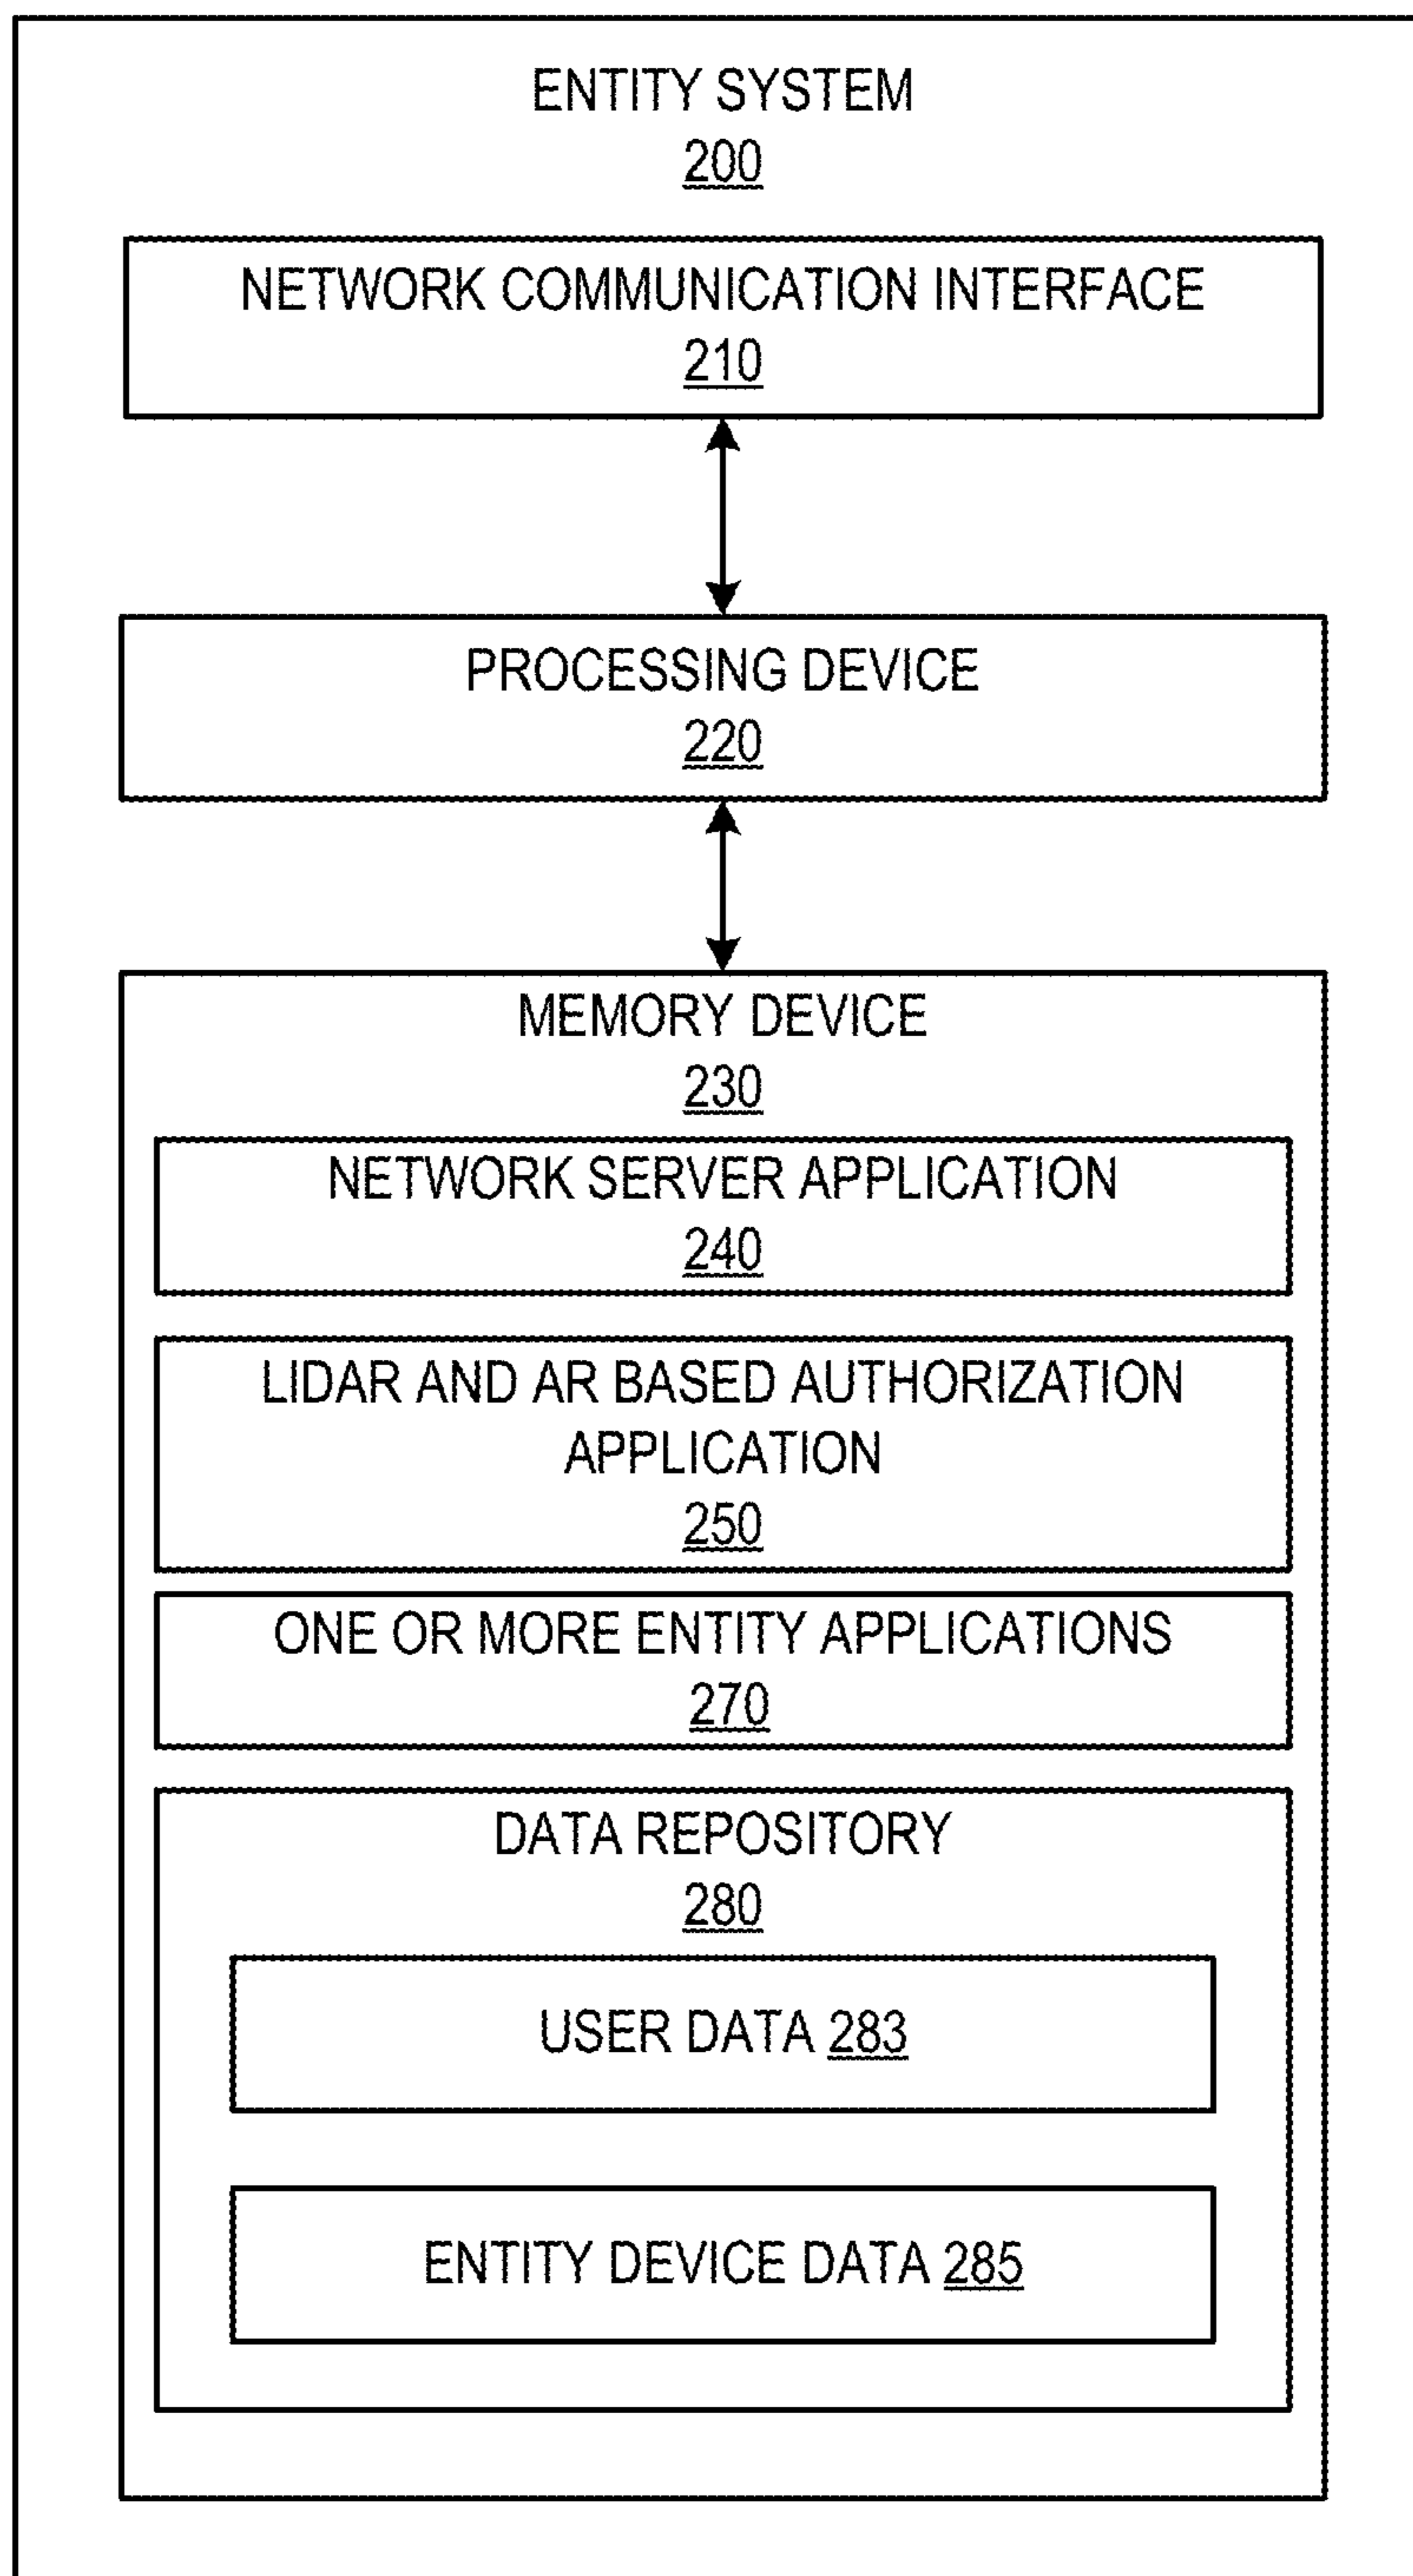 ENTITY SYSTEM
200
NETWORK COMMUNICATION INTERFACE
210
PROCESSING DEVICE
220
MEMORY DEVICE
230
NETWORK SERVER APPLICATION
240
LIDAR AND AR BASED AUTHORIZATION
APPLICATION
250
ONE OR MORE ENTITY APPLICATIONS
270
DATA REPOSITORY
280
USER DATA 283
ENTITY DEVICE DATA 285